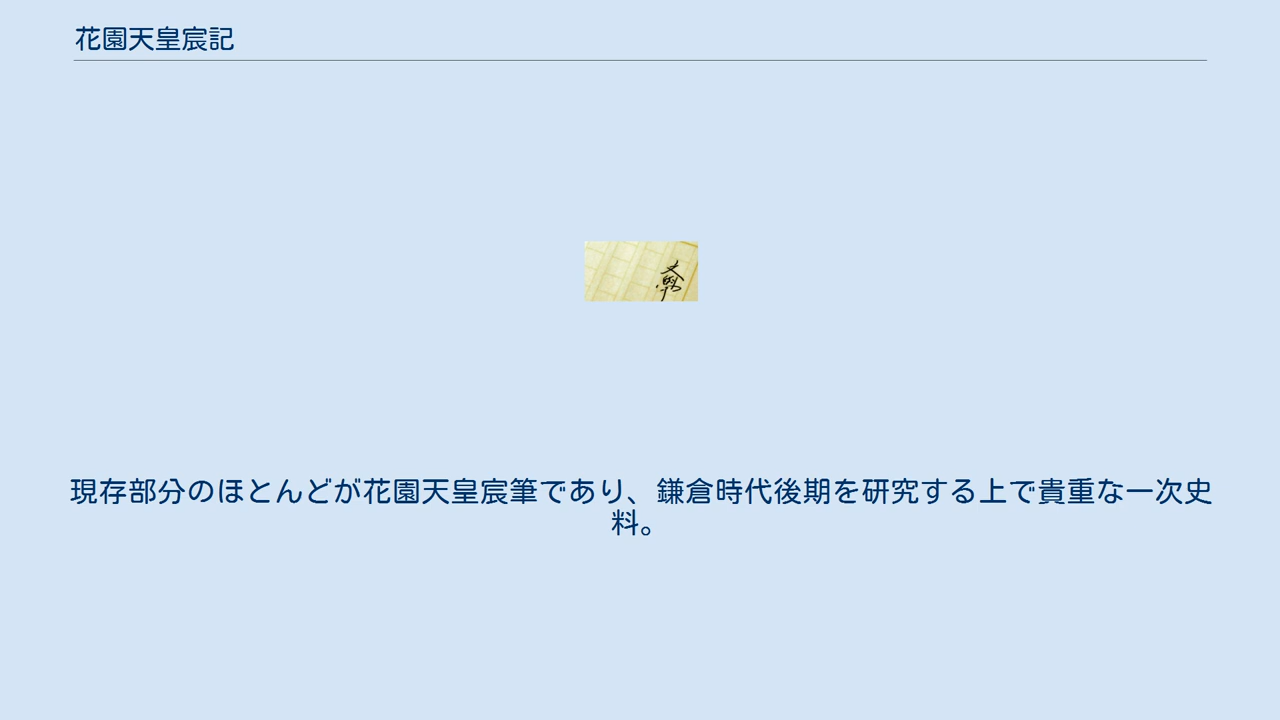 花園天皇宸記
現存部分のほとんどが花園天皇宸筆であり、鎌倉時代後期を研究する上で貴重な一次史
料。